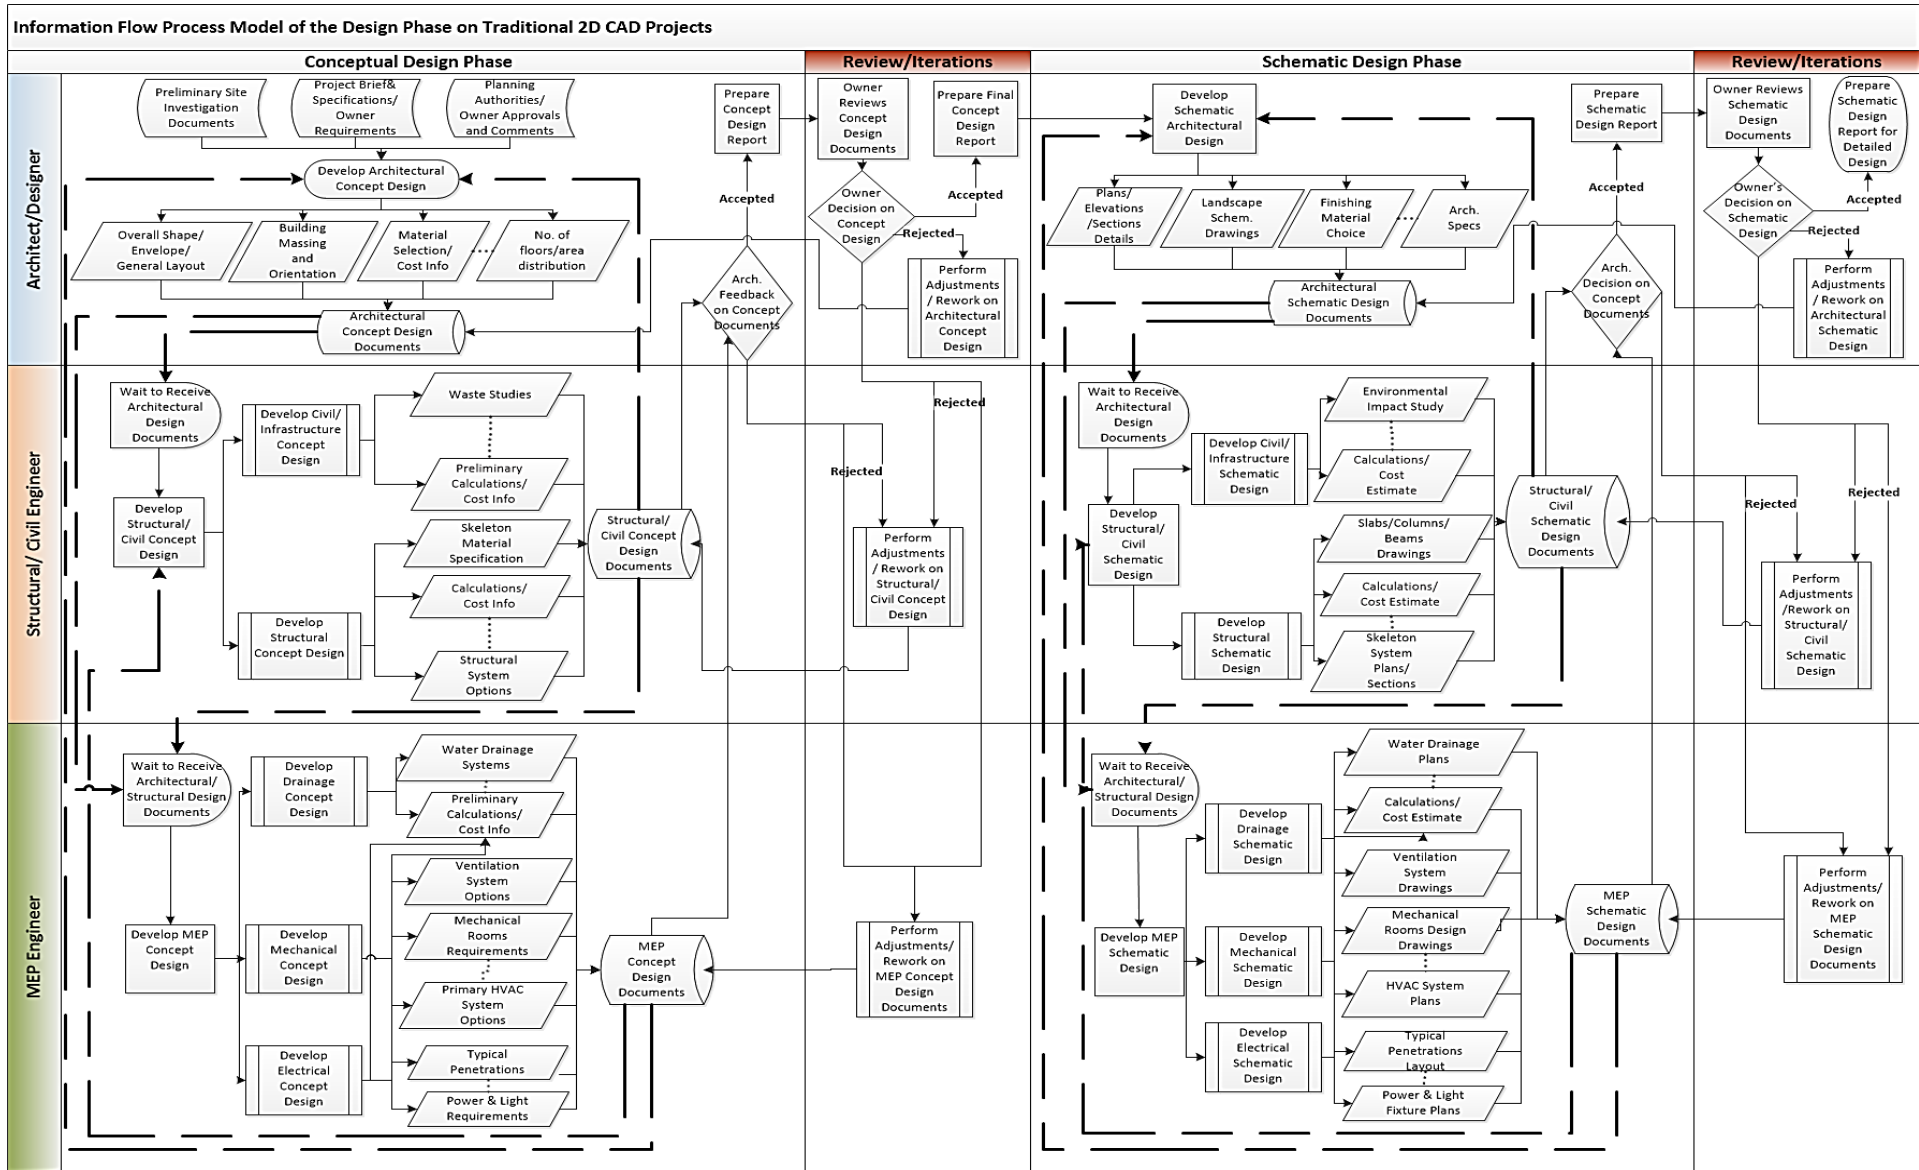 Information Flow Process Model of the Design Phase on Traditional 2D CAD Projects
Conceptual Design Phase
Review/Iterations
Schematic Design Phase
Review/Iterations
Architect/Designer
Preliminary Site
Investigation
Documents
Project Brief&
Specifications/
Owner
Requirements
Planning
Authorities/
Owner Approvals
and Comments
Develop Architectural
Concept Design
Overall Shape/
Envelope/
General Layout
Building
Massing
and
Orientation
Material
Selection/
Cost Info
No. of
floors/area
distribution
Architectural
Concept Design
Documents
Prepare
Concept
Design
Report
Accepted
Arch.
Feedback
on Concept
Documents
Owner
Reviews
Concept
Design
Documents
Owner
Decision on
Concept
Design
Prepare Final
Concept
Design
Report
Accepted
Rejected
Perform
Adjustments
/ Rework on
Architectural
Concept
Design
Develop
Schematic
Architectural
Design
Plans/
Elevations
/Sections
Details
Landscape
Schem.
Drawings
Finishing
Material
Choice
Arch.
Specs
Architectural
Schematic Design
Documents
Prepare
Schematic
Design Report
Accepted
Arch.
Decision on
Concept
Documents
Owner Reviews
Schematic
Design
Documents
Owner's
Decision on
Schematic
Design
Prepare
Schematic
Design
Report for
Detailed
Design
Accepted
Rejected
Perform
Adjustments
/ Rework on
Architectural
Schematic
Design
Structural/ Civil Engineer
Wait to Receive
Architectural
Design
Documents
Develop
Structural/
Civil Concept
Design
Develop Civil/
Infrastructure
Concept
Design
Develop
Structural
Concept Design
Waste Studies
Preliminary
Calculations/
Cost Info
Skeleton
Material
Specification
Calculations/
Cost Info
Structural
System
Options
Structural/
Civil Concept
Design
Documents
Rejected
Rejected
Perform
Adjustments
/ Rework on
Structural/
Civil Concept
Design
Wait to Receive
Architectural
Design
Documents
Develop
Structural/
Civil
Schematic
Design
Develop Civil/
Infrastructure
Schematic
Design
Develop
Structural
Schematic
Design
Environmental
Impact Study
Calculations/
Cost
Estimate
Slabs/Columns/
Beams
Drawings
Calculations/
Cost Estimate
Skeleton
System
Plans/
Sections
Structural/
Civil
Schematic
Design
Documents
Rejected
Rejected
Perform
Adjustments
/Rework on
Structural/
Civil
Schematic
Design
MEP Engineer
Wait to Receive
Architectural/
Structural Design
Documents
Develop MEP
Concept
Design
Develop
Drainage
Concept
Design
Develop
Mechanical
Concept
Design
Develop
Electrical
Concept
Design
Water Drainage
Systems
Preliminary
Calculations/
Cost Info
Ventilation
System
Options
Mechanical
Rooms
Requirements
Primary HVAC
System
Options
Typical
Penetrations
Power & Light
Requirements
MEP
Concept
Design
Documents
Perform
Adjustments/
Rework on
MEP Concept
Design
Documents
Wait to Receive
Architectural/
Structural Design
Documents
Develop MEP
Schematic
Design
Develop
Drainage
Schematic
Design
Develop
Mechanical
Schematic
Design
Develop
Electrical
Schematic
Design
Water Drainage
Plans
Calculations/
Cost Estimate
Ventilation
System
Drawings
Mechanical
Rooms Design
Drawings
HVAC System
Plans
Typical
Penetrations
Layout
Power & Light
Fixture Plans
MEP
Schematic
Design
Documents
Perform
Adjustments/
Rework on
MEP
Schematic
Design
Documents